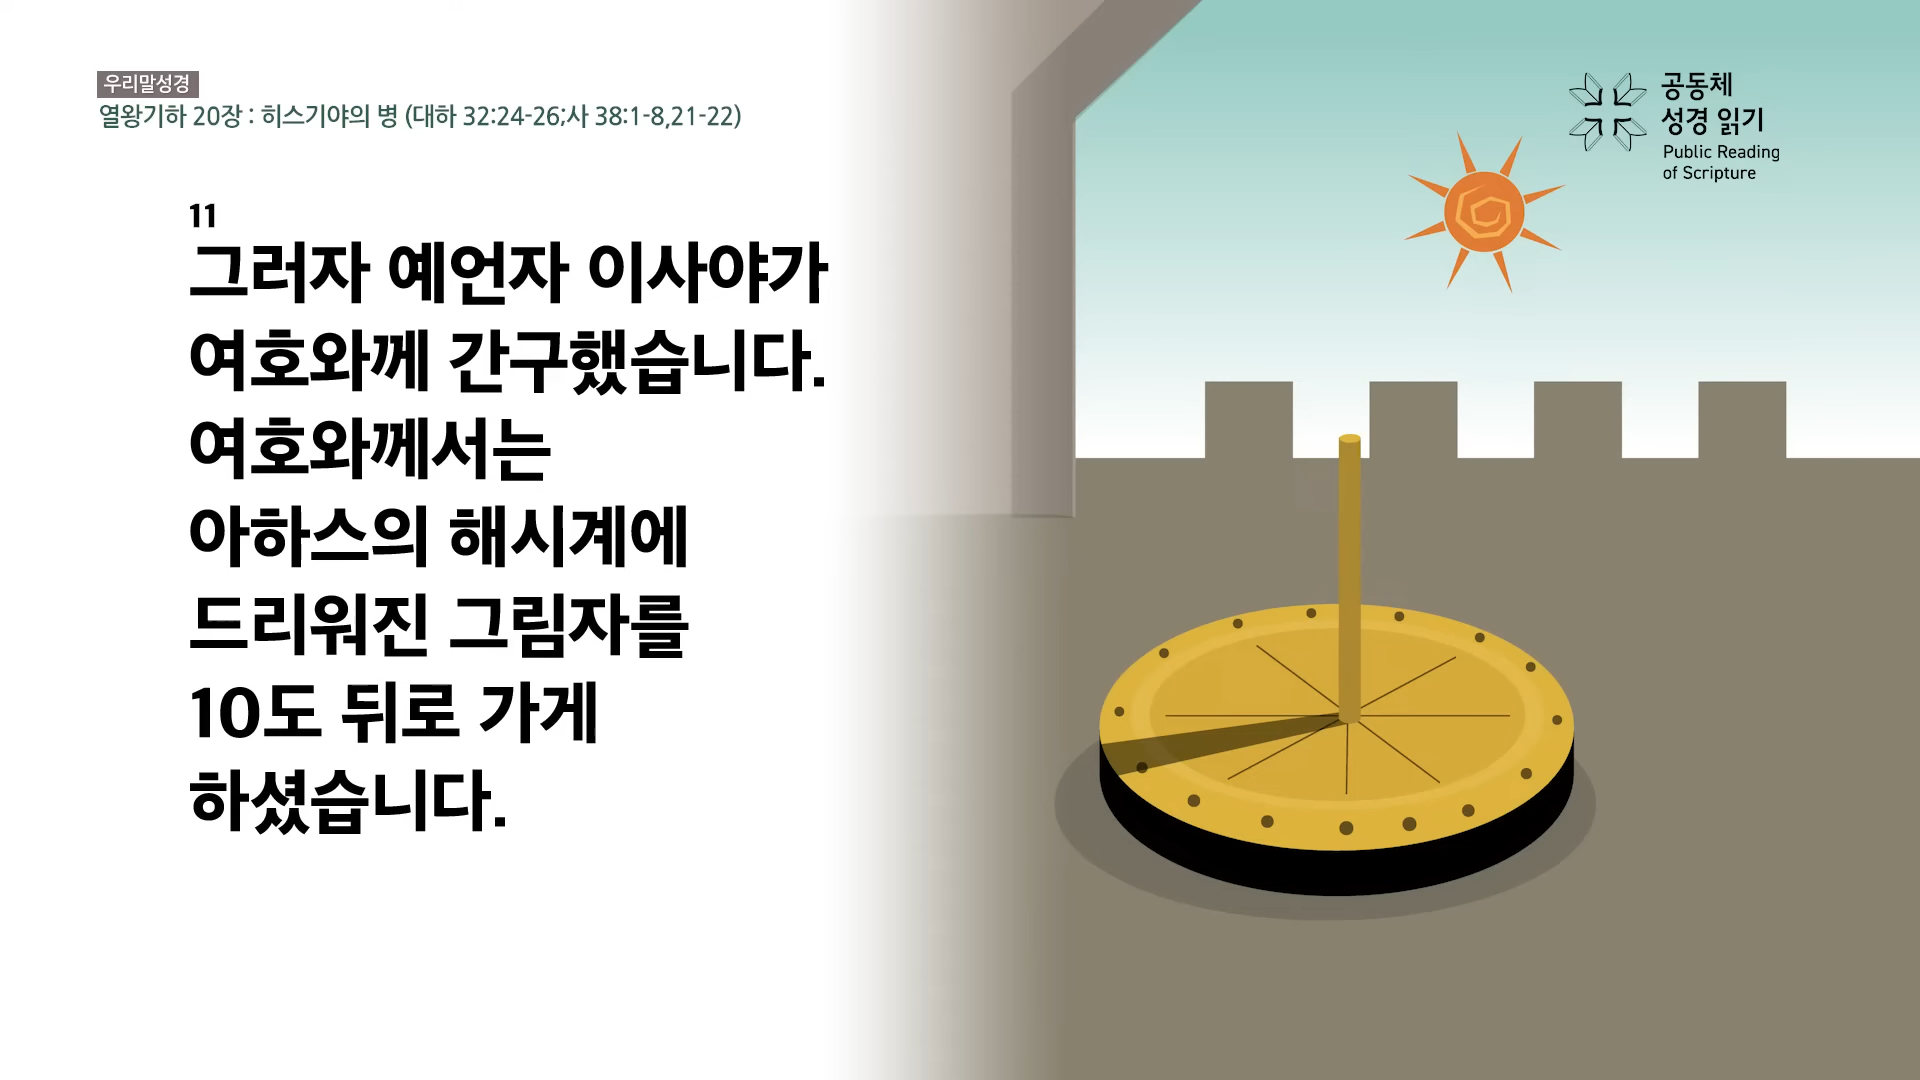 우리말성경
열왕기하 20장 : 히스기야의 병 (대하 32:24-26;사 38:1-8,21-22)
11
그러자 예언자 이사야가
여호와께 간구했습니다.
여호와께서는
아하스의 해시계에
드리워진 그림자를
10도 뒤로 가게
하셨습니다.
공동체
성경 읽기
Public Reading
of Scripture